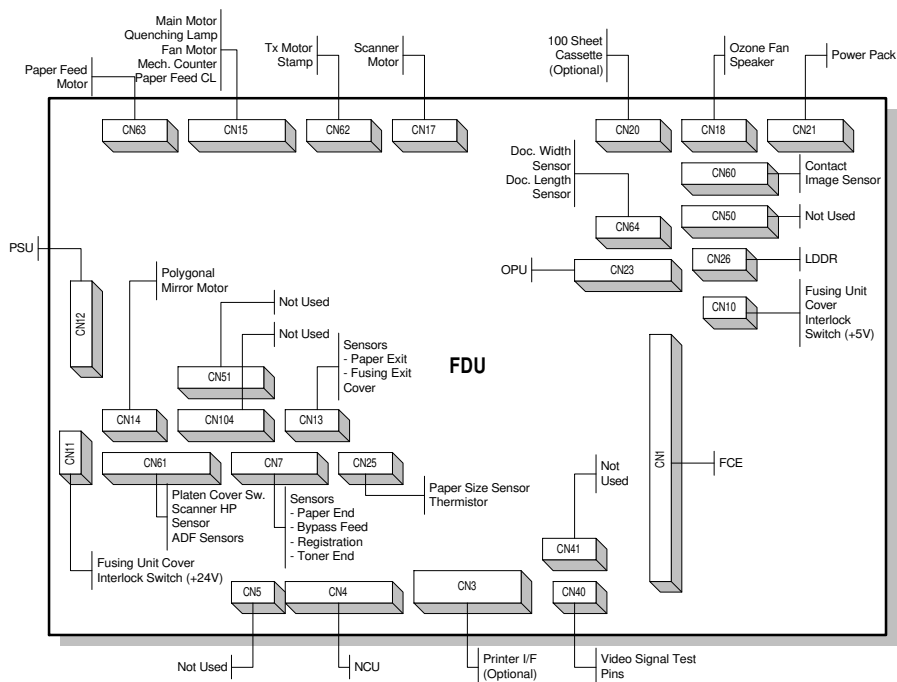 Main Motor
Quenching Lamp
Fan Motor
Mech. Counter
Paper Feed CL
Paper Feed
Motor
Tx Motor
Stamp
Scanner
Motor
100 Sheet
Cassette
(Optional)
Ozone Fan
Speaker
Power Pack
CN63
CN15
CN62
CN17
CN20
CN18
CN21
Doc. Width
Sensor
Doc. Length
Sensor
CN60
Contact
Image Sensor
CN64
CN50
Not Used
PSU
CN26
LDDR
OPU
CN23
Polygonal
Mirror Motor
CN10
Fusing Unit
Cover
Interlock
Switch (+5V)
CN12
Not Used
Not Used
Sensors
- Paper Exit
- Fusing Exit
Cover
CN51
FDU
CN14
CN104
CN13
CN11
CN61
CN7
CN25
CN1
FCE
Not
Used
Platen Cover Sw.
Scanner HP
Sensor
ADF Sensors
Sensors
- Paper End
- Bypass Feed
- Registration
- Toner End
Paper Size Sensor
Thermistor
CN41
Fusing Unit Cover
Interlock Switch (+24V)
CN5
CN4
CN3
CN40
Not Used
NCU
Printer I/F
(Optional)
Video Signal Test
Pins